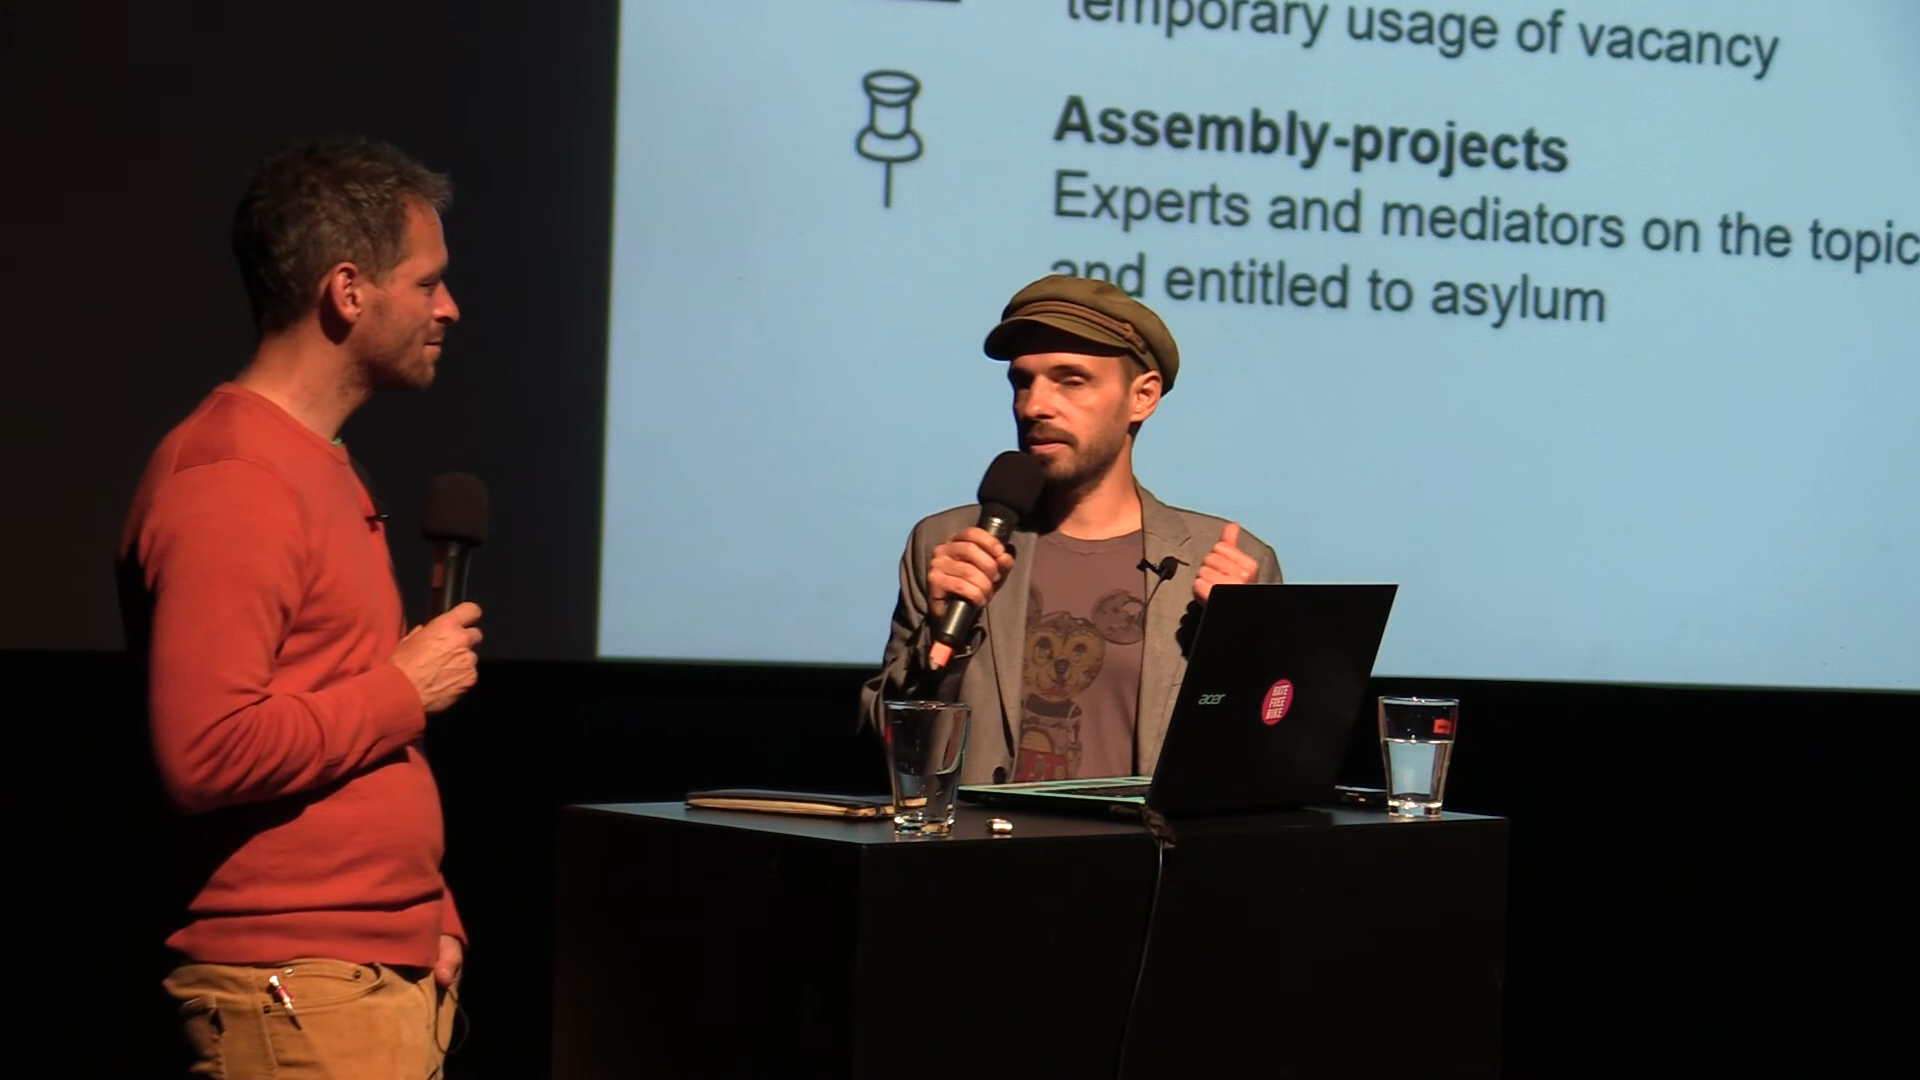 temporary usage of vacancy
Assembly-projects
Experts and mediators on the topic
and entitled to asylum
acer
HATE
FREE
BIKE